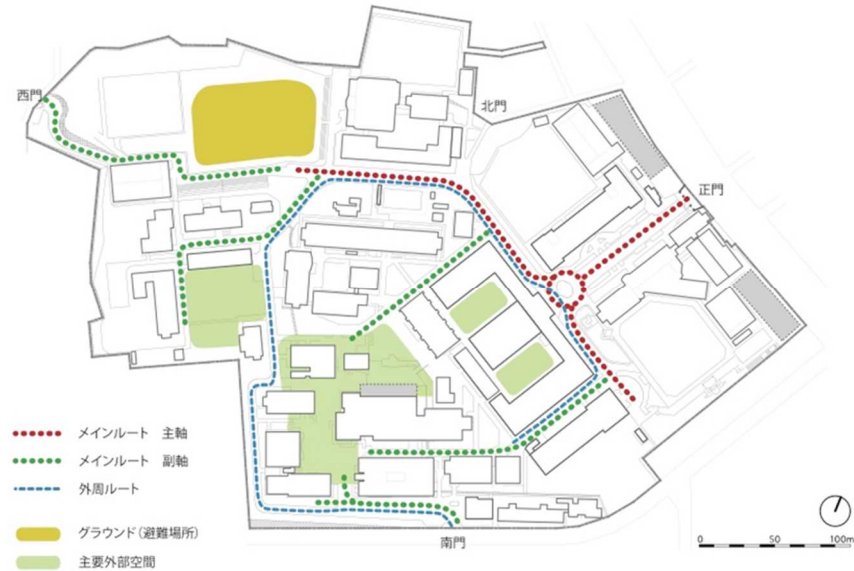 西門
北門
正門
メインルート 主軸
メインルート 副軸
外周ルート
グラウンド(避難場所)
主要外部空間
南門
0 50 100m